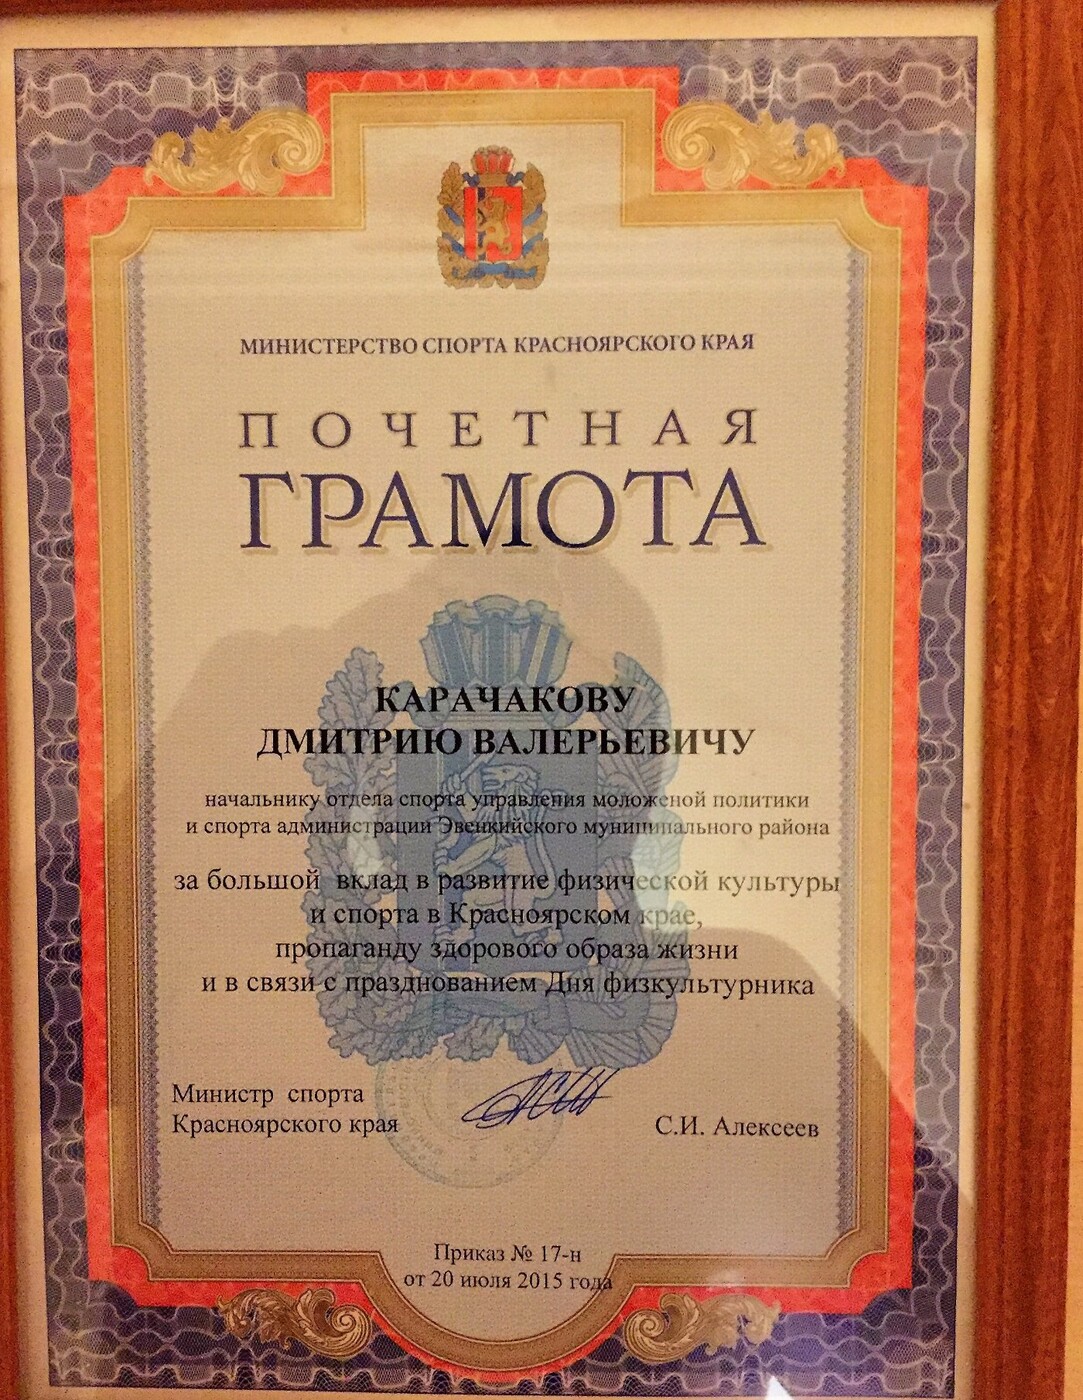 МИНИСТЕРСТВО СПОРТА КРАСНОЯРСКОГО КРАЯ
ПОЧЕТНАЯ
ГРАМОТА
КАРАЧАКОВУ
ДМИТРИЮ ВАЛЕРЬЕВИЧУ
начальнику отдела спорта управления моложеной политики
и спорта администрации Эвенкийского муниципального района
за большой вклад в развитие физической культуры
и спорта в Красноярском крае,
пропаганду здорового образа жизни
и в связи с празднованием Дня физкультурника
Министр спорта
Красноярского края
С.И. Алексеев
Приказ № 17-н
от 20 июля 2015 года